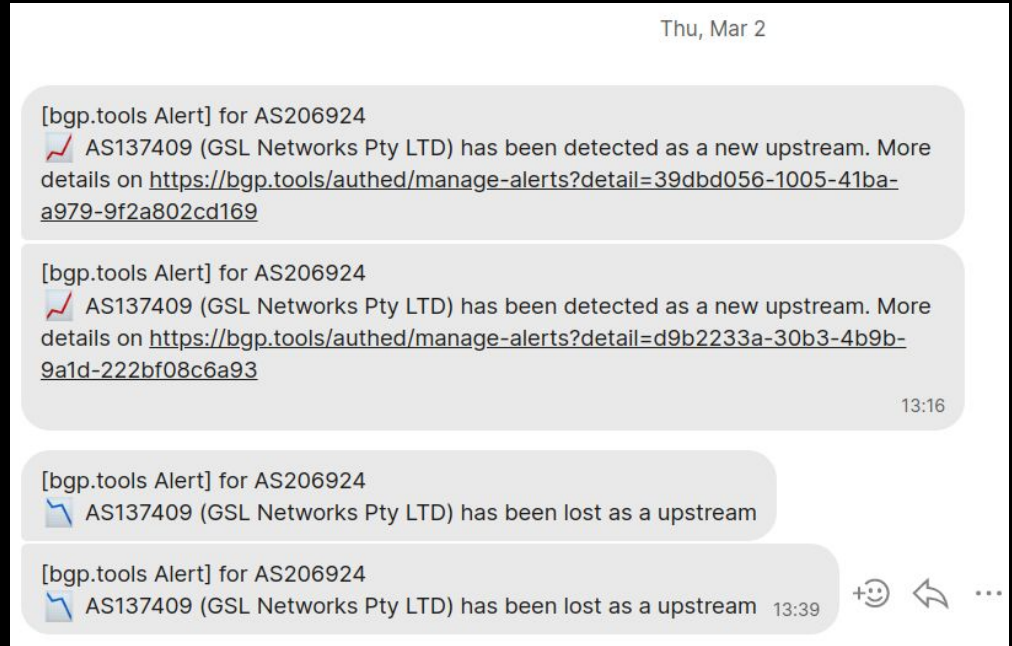 Thu, Mar 2
[bgp.tools Alert] for AS206924
📈 AS137409 (GSL Networks Pty LTD) has been detected as a new upstream. More
details on https://bgp.tools/authed/manage-alerts?detail=39dbd056-1005-41ba-
a979-9f2a802cd169
[bgp.tools Alert] for AS206924
📈 AS137409 (GSL Networks Pty LTD) has been detected as a new upstream. More
details on https://bgp.tools/authed/manage-alerts?detail=d9b2233a-30b3-4b9b-
9a1d-222bf08c6a93
13:16
[bgp.tools Alert] for AS206924
📉 AS137409 (GSL Networks Pty LTD) has been lost as a upstream
[bgp.tools Alert] for AS206924
📉 AS137409 (GSL Networks Pty LTD) has been lost as a upstream 13:39